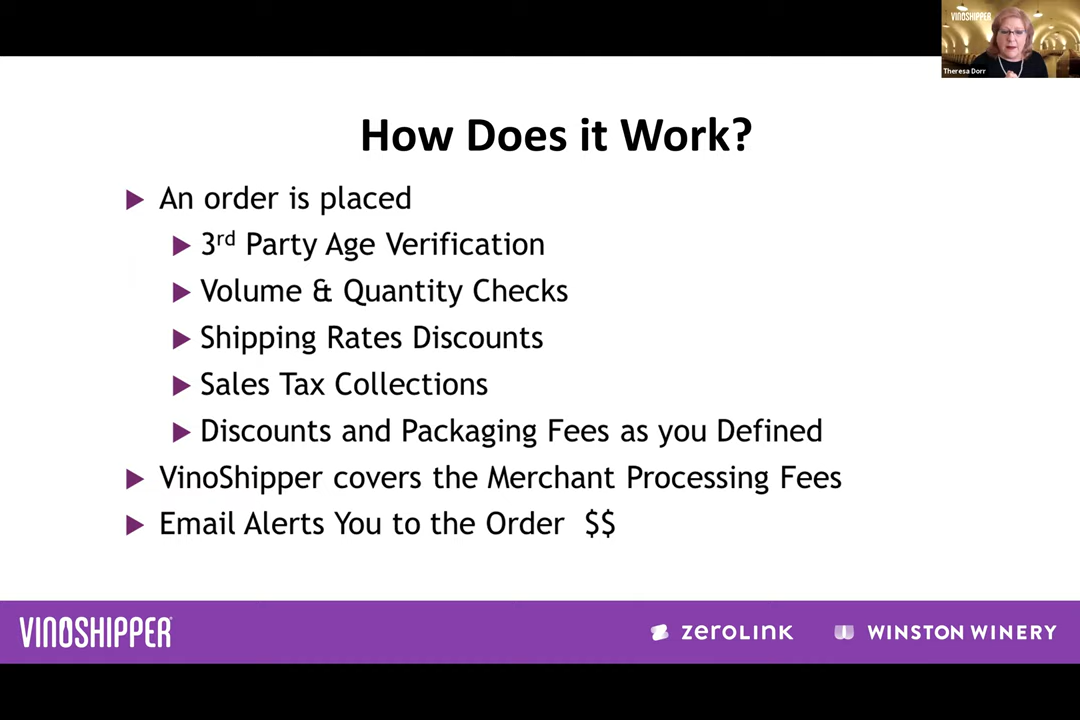 VINOSHIPPER
Theresa Dorr
How Does it Work?
An order is placed
3rd Party Age Verification
Volume & Quantity Checks
Shipping Rates Discounts
Sales Tax Collections
Discounts and Packaging Fees as you Defined
VinoShipper covers the Merchant Processing Fees
Email Alerts You to the Order $$
VINOSHIPPER
zeroLINK
WINSTON WINERY